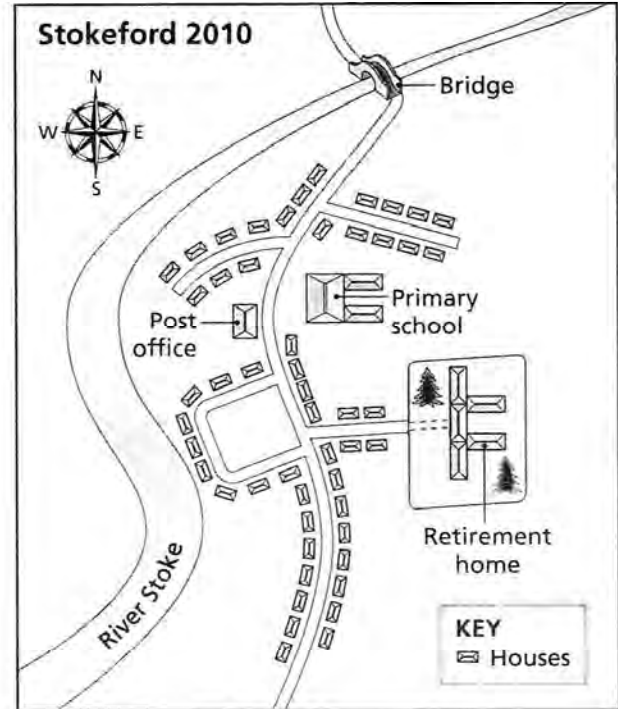 Stokeford 2010
N
W E
S
Bridge
Primary
school
Post
office
Retirement
home
River Stoke
KEY
Houses